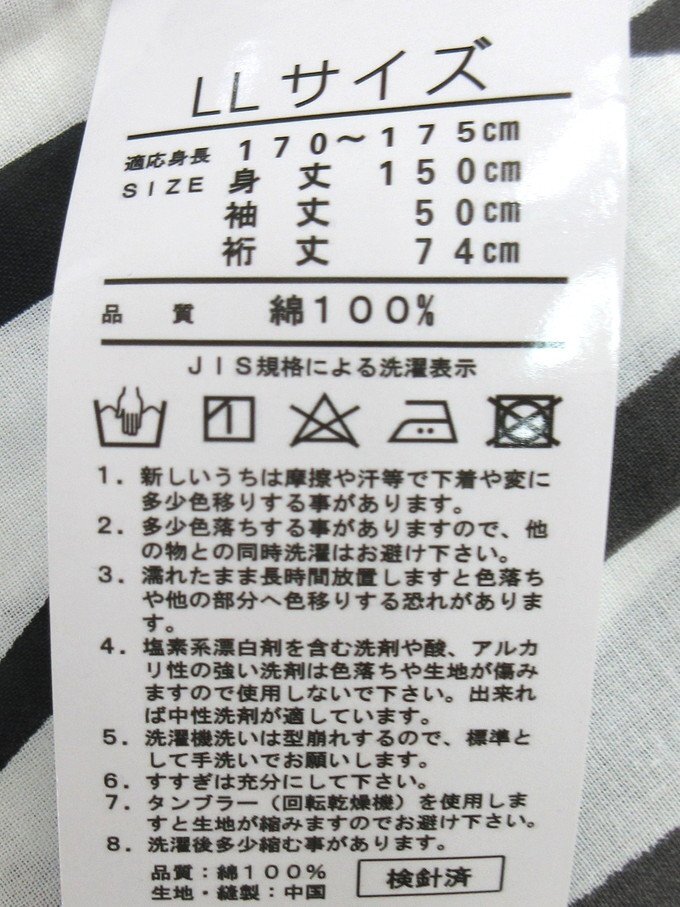 LLサイズ
適応身長 170~175cm
SIZE 身丈 150cm
袖丈 50cm
裄丈 74cm
品質 綿100%
JIS規格による洗濯表示
1. 新しいうちは摩擦や汗等で下着や変に
多少色移りする事があります。
2. 多少色落ちする事がありますので、他
の物との同時洗濯はお避け下さい。
3. 濡れたまま長時間放置しますと色落ち
や他の部分へ色移りする恐れがありま
す。
4. 塩素系漂白剤を含む洗剤や酸、アルカ
リ性の強い洗剤は色落ちや生地が傷み
ますので使用しないで下さい。出来れ
ば中性洗剤が適しています。
5. 洗濯機洗いは型崩れするので、標準と
して手洗いでお願いします。
6. すすぎは充分にして下さい。
7. タンブラー(回転乾燥機)を使用しま
すと生地が縮みますのでお避け下さい。
8. 洗濯後多少縮む事があります。
品質:綿100%
生地・縫製:中国
検針済